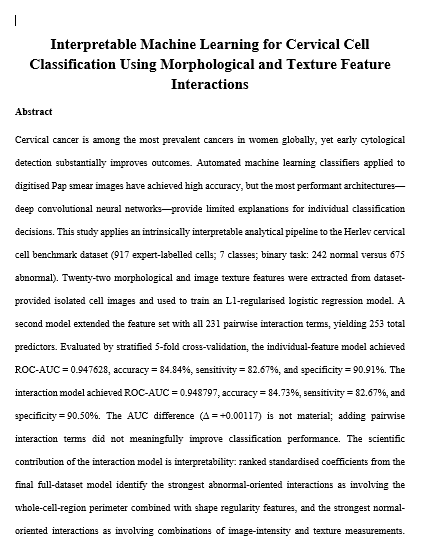 Interpretable Machine Learning for Cervical Cell
Classification Using Morphological and Texture Feature
Interactions
Abstract
Cervical cancer is among the most prevalent cancers in women globally, yet early cytological
detection substantially improves outcomes. Automated machine learning classifiers applied to
digitised Pap smear images have achieved high accuracy, but the most performant architectures—
deep convolutional neural networks—provide limited explanations for individual classification
decisions. This study applies an intrinsically interpretable analytical pipeline to the Herlev cervical
cell benchmark dataset (917 expert-labelled cells; 7 classes; binary task: 242 normal versus 675
abnormal). Twenty-two morphological and image texture features were extracted from dataset-
provided isolated cell images and used to train an L1-regularised logistic regression model. A
second model extended the feature set with all 231 pairwise interaction terms, yielding 253 total
predictors. Evaluated by stratified 5-fold cross-validation, the individual-feature model achieved
ROC-AUC = 0.947628, accuracy = 84.84%, sensitivity = 82.67%, and specificity = 90.91%. The
interaction model achieved ROC-AUC = 0.948797, accuracy = 84.73%, sensitivity = 82.67%, and
specificity = 90.50%. The AUC difference (Δ = +0.00117) is not material; adding pairwise
interaction terms did not meaningfully improve classification performance. The scientific
contribution of the interaction model is interpretability: ranked standardised coefficients from the
final full-dataset model identify the strongest abnormal-oriented interactions as involving the
whole-cell-region perimeter combined with shape regularity features, and the strongest normal-
oriented interactions as involving combinations of image-intensity and texture measurements.